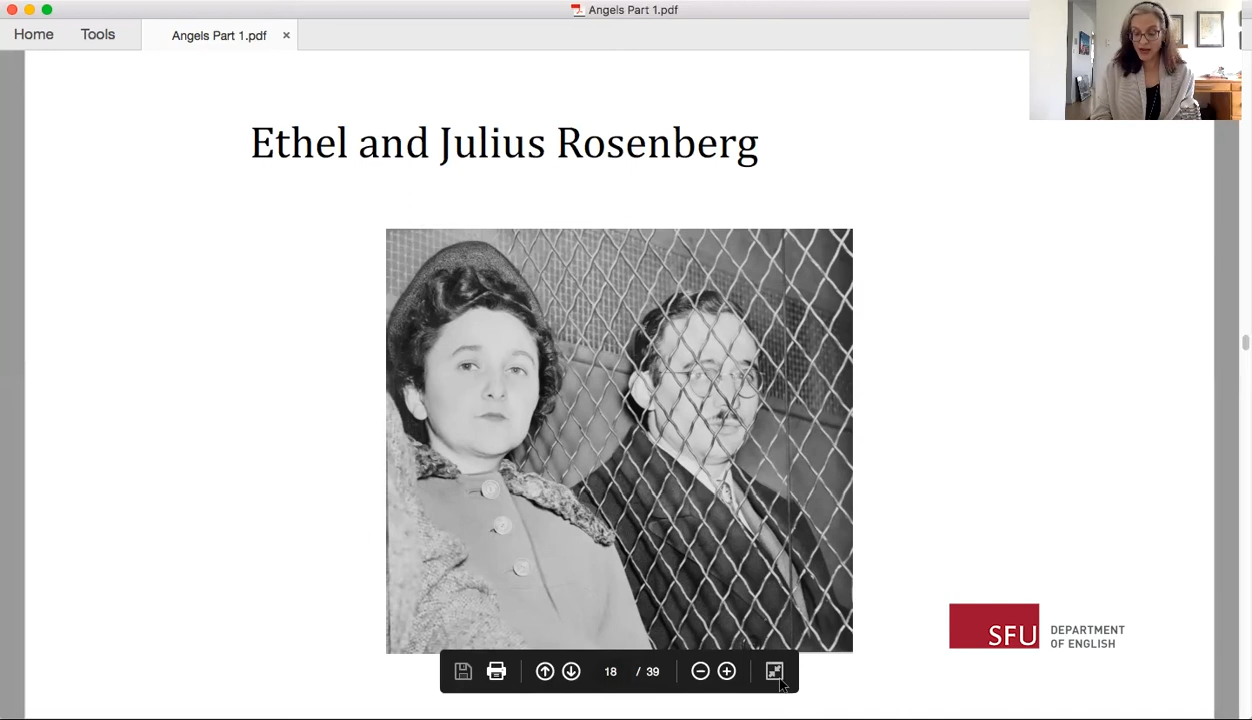 Angels Part 1.pdf
Home
Tools
Angels Part 1.pdf ×
Ethel and Julius Rosenberg
SFU
DEPARTMENT
OF ENGLISH
18 / 39